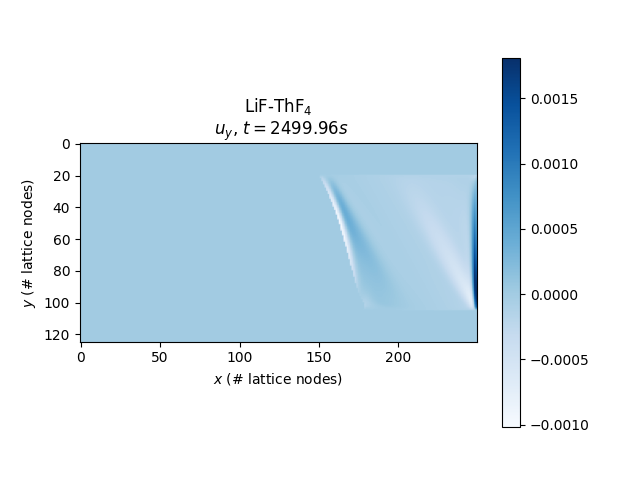 LiF-ThF₄
u_y, t = 2499.96s
0
20
40
60
80
100
120
y (# lattice nodes)
0 50 100 150 200
x (# lattice nodes)
0.0015
0.0010
0.0005
0.0000
−0.0005
−0.0010